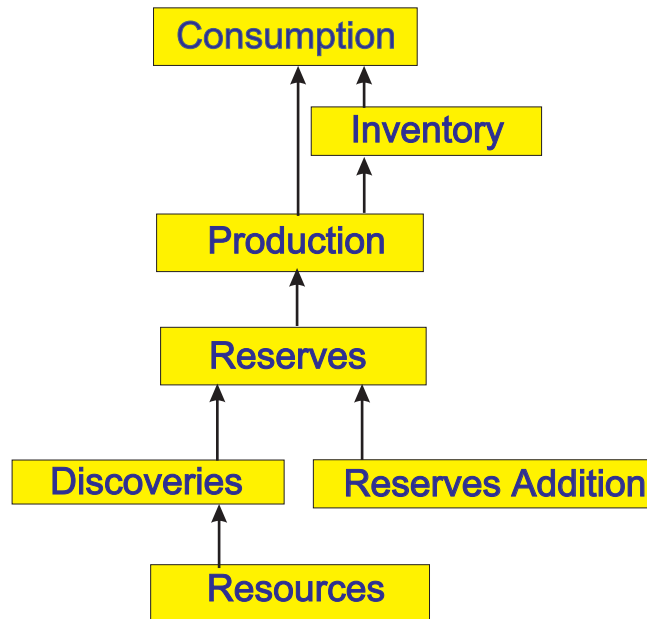 Consumption
Inventory
Production
Reserves
Discoveries
Reserves Addition
Resources